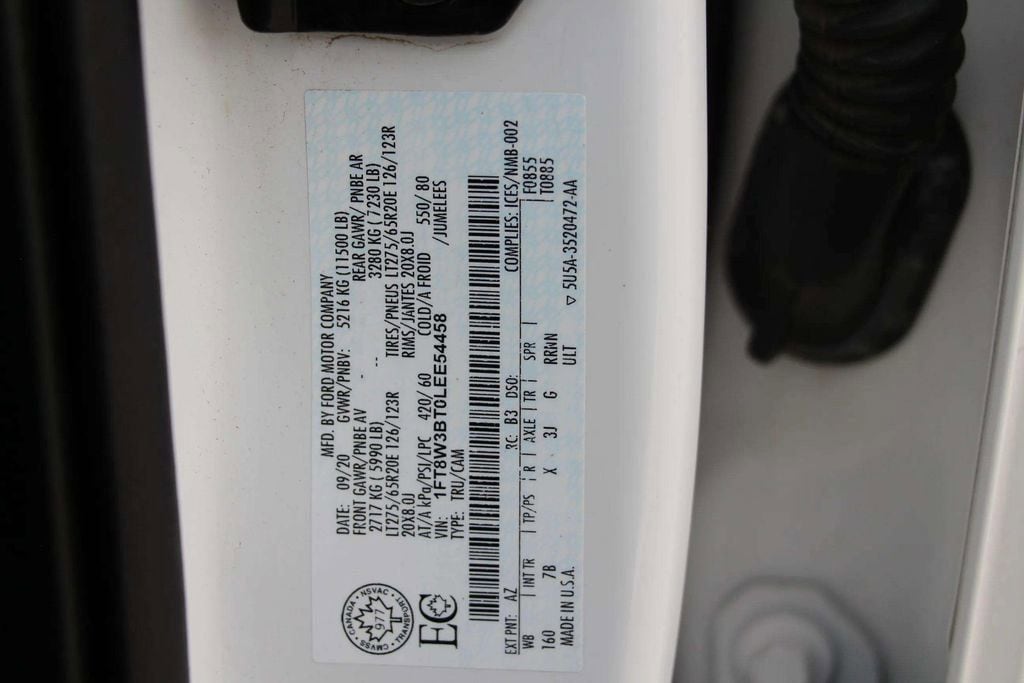 MFD. BY FORD MOTOR COMPANY
DATE: 09/20 GVWR/PNBV: 5216 KG (11500 LB)
FRONT GAWR/PNBE AV REAR GAWR/ PNBE AR
2717 KG ( 5990 LB) 3280 KG ( 7230 LB)
LT275/65R20E 126/123R TIRES/PNEUS LT275/65R20E 126/123R
20X8.0J RIMS/JANTES 20X8.0J
AT/A kPa/PSI/LPC 420/ 60 COLD/A FROID 550/ 80
VIN: 1FT8W3BT0LEE54458 /JUMELEES
TYPE: TRU/CAM
CANADA • NSVAC • TRANSPORT • CMVSS
977
EC
EXT PNT: AZ RC: B3 DSO: COMPLIES: ICES/NMB-002
WB INT TR TP/PS R AXLE TR SPR F0855
160 7B X 3J G RRWN T0885
MADE IN U.S.A. ULT ▽ 5U5A-3520472-AA